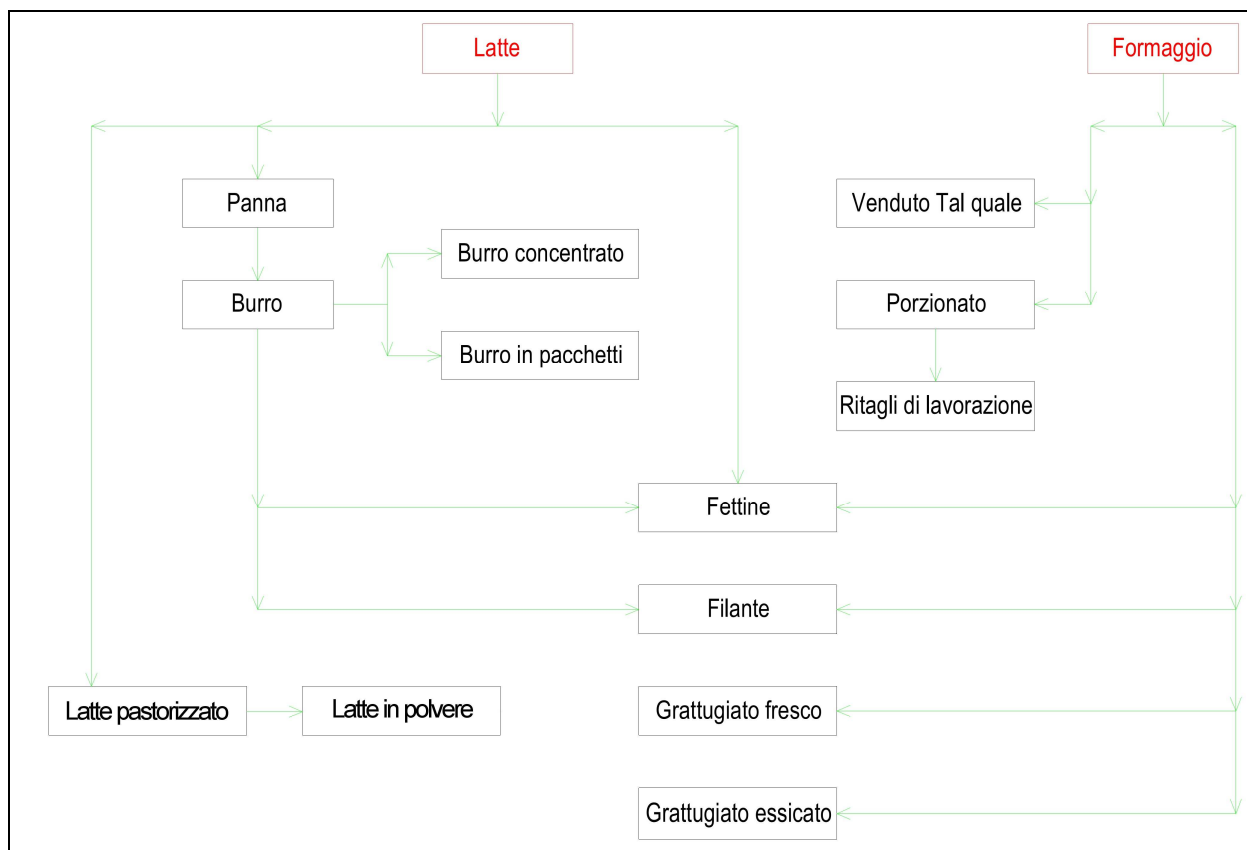 Latte
Formaggio
Panna
Venduto Tal quale
Burro concentrato
Burro
Porzionato
Burro in pacchetti
Ritagli di lavorazione
Fettine
Filante
Latte pastorizzato
Latte in polvere
Grattugiato fresco
Grattugiato essicato